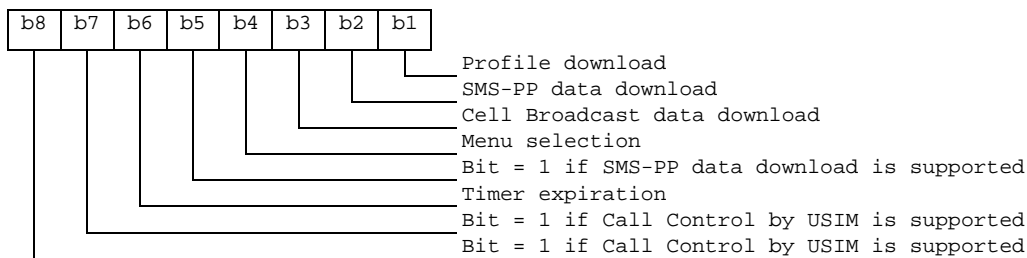 b8 b7 b6 b5 b4 b3 b2 b1
Profile download
SMS-PP data download
Cell Broadcast data download
Menu selection
Bit = 1 if SMS-PP data download is supported
Timer expiration
Bit = 1 if Call Control by USIM is supported
Bit = 1 if Call Control by USIM is supported